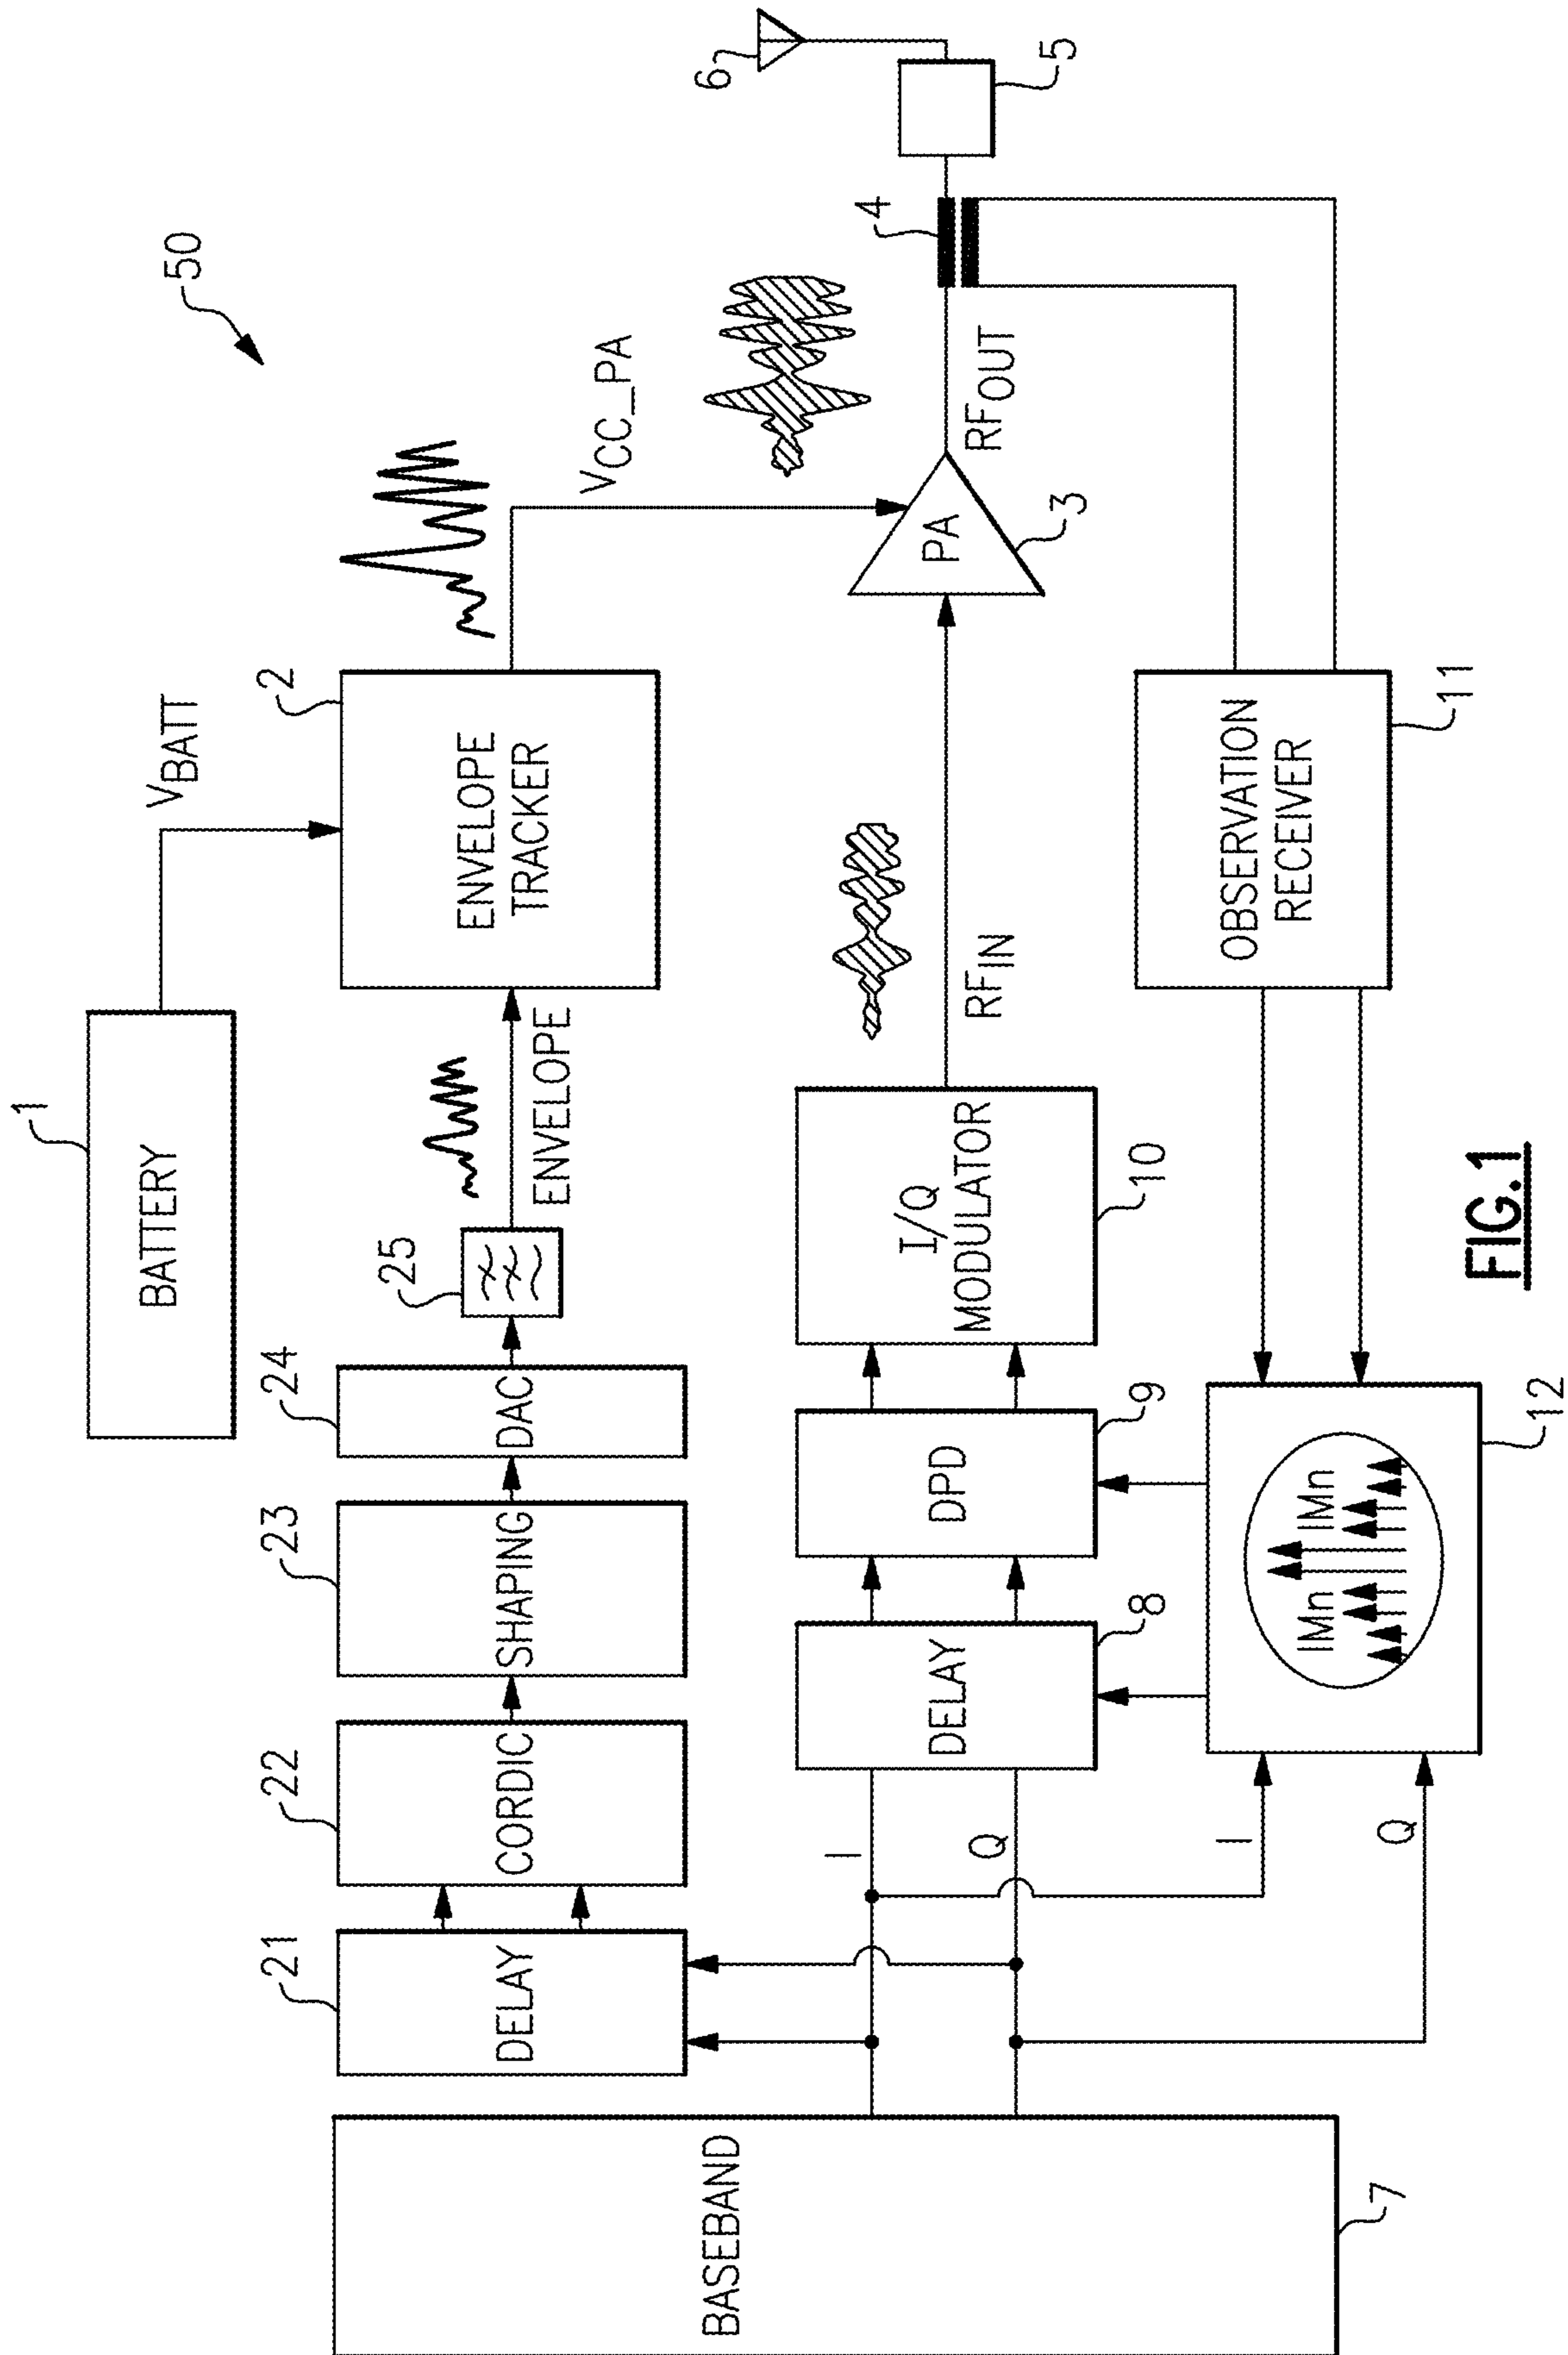 50
1
BATTERY
VBATT
2
ENVELOPE
TRACKER
21
DELAY
22
CORDIC
23
SHAPING
24
DAC
25
ENVELOPE
VCC_PA
7
BASEBAND
I
Q
8
DELAY
9
DPD
10
I/Q
MODULATOR
RFIN
PA
3
RFOUT
4
5
6
I
Q
12
IMn
IMn
11
OBSERVATION
RECEIVER
FIG.1